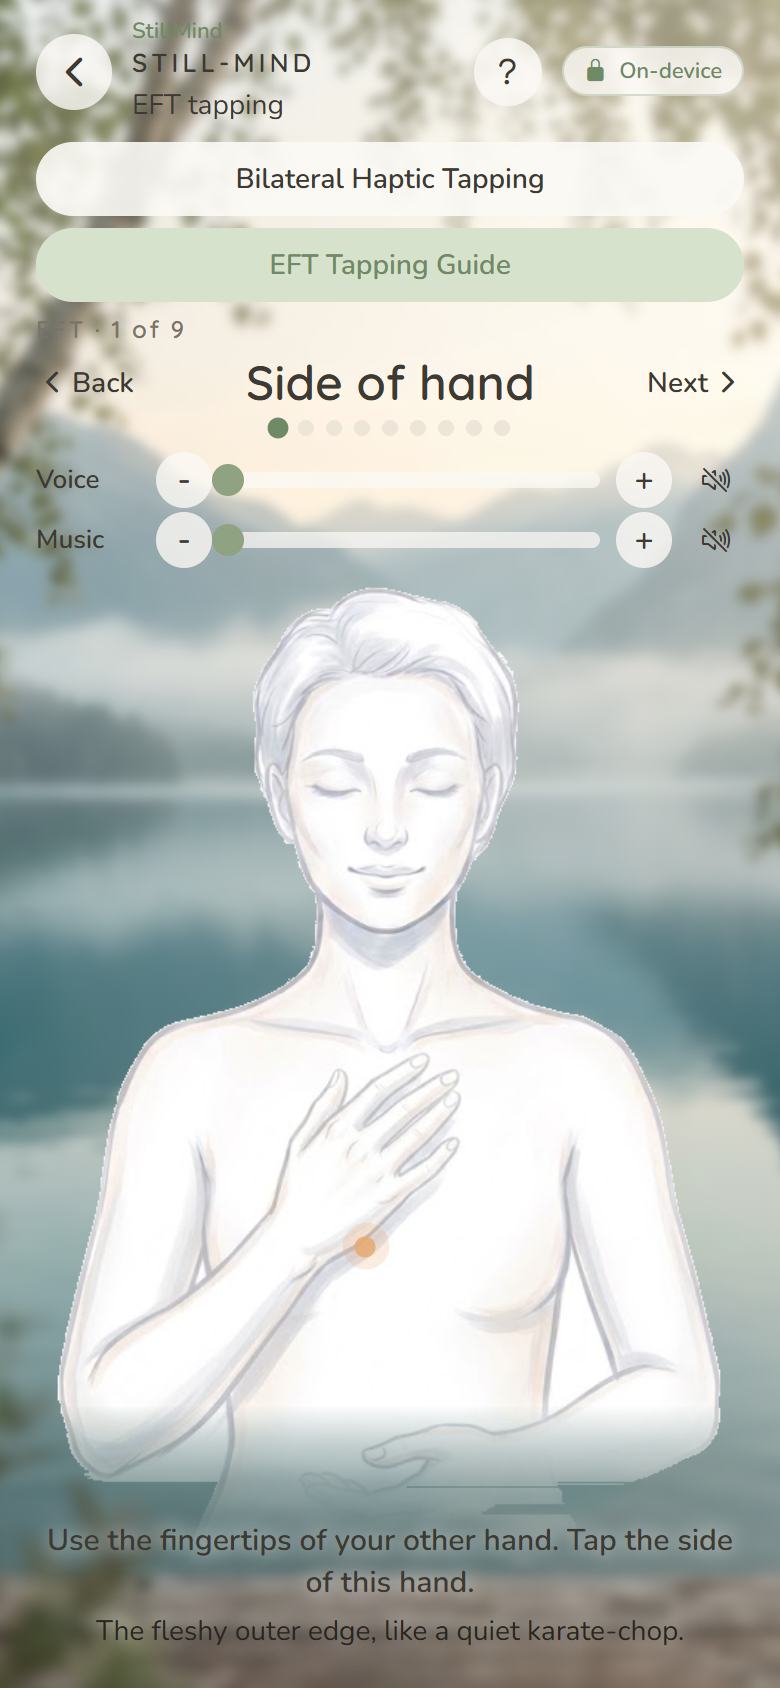 StillMind
STILL-MIND
EFT tapping
?
On-device
Bilateral Haptic Tapping
EFT Tapping Guide
EFT · 1 of 9
Back
Side of hand
Next
Voice
-
+
Music
-
+
Use the fingertips of your other hand. Tap the side
of this hand.
The fleshy outer edge, like a quiet karate-chop.